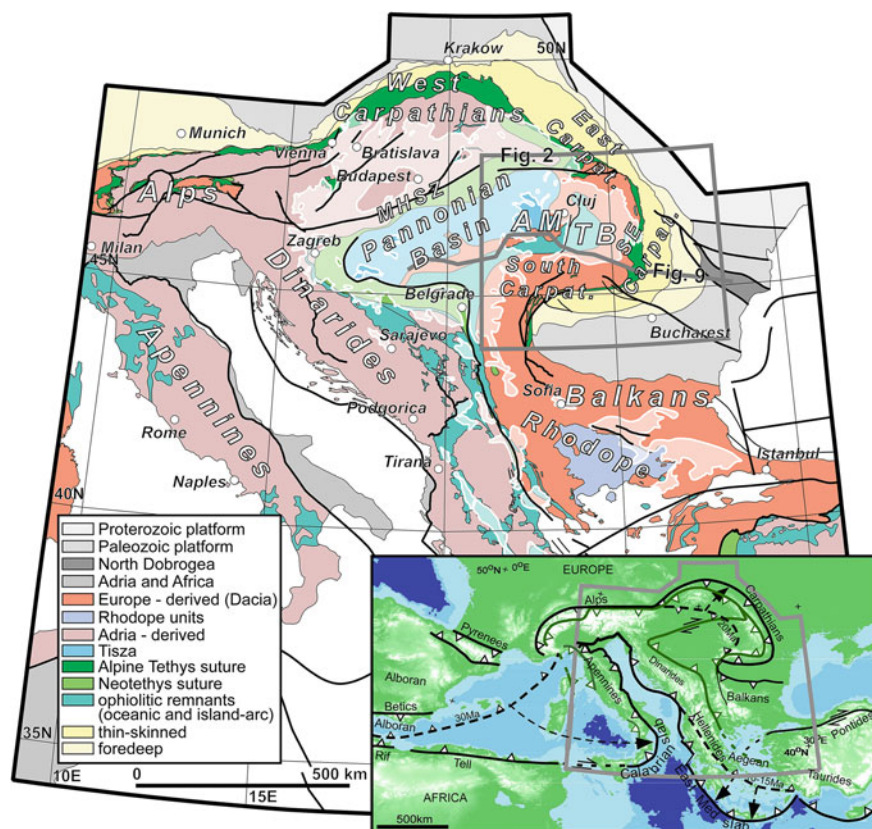 Krakow
50N
West
Carpathians
East
Carpat.
Munich
Vienna
Bratislava
Budapest
Fig. 2
Alps
MHSZ
Pannonian
Basin
Cluj
AM
TB
SE
Carpat.
Zagreb
Milan
45N
South
Carpat.
Fig. 9
Dinarides
Belgrade
Bucharest
Sarajevo
Apennines
Sofia
Balkans
Podgorica
Rhodope
Rome
Tirana
Istanbul
Naples
40N
Proterozoic platform
Paleozoic platform
North Dobrogea
Adria and Africa
Europe - derived (Dacia)
Rhodope units
Adria - derived
Tisza
Alpine Tethys suture
Neotethys suture
ophiolitic remnants
(oceanic and island-arc)
thin-skinned
foredeep
35N
10E
0
500 km
15E
50°N + 0°E
EUROPE
Alps
Carpathians
20Ma
Pyrenees
Apennines
Dinarides
Balkans
Alboran
Betics
Alboran
30Ma
Hellenides
Pontides
30°E
40°N
Aegean
Rif
Tell
Calabrian
slab
Taurides
East Med slab
AFRICA
500km